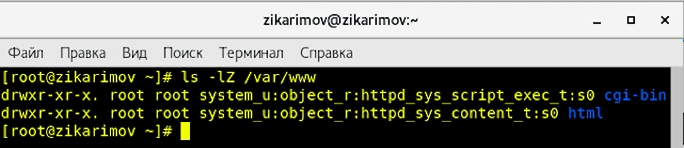 zikarimov@zikarimov:~
Файл Правка Вид Поиск Терминал Справка
[root@zikarimov ~]# ls -lZ /var/www
drwxr-xr-x. root root system_u:object_r:httpd_sys_script_exec_t:s0 cgi-bin
drwxr-xr-x. root root system_u:object_r:httpd_sys_content_t:s0 html
[root@zikarimov ~]#